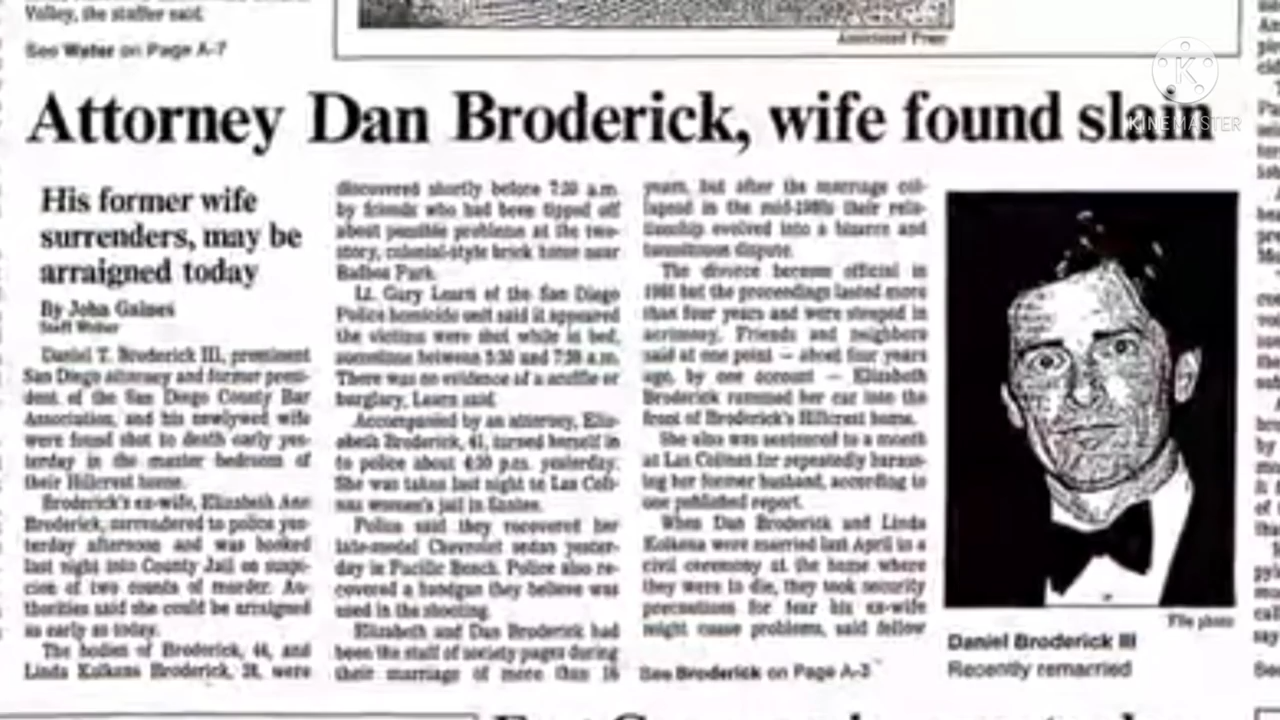 Volley, the staffer said.
See Water on Page A-7
Associated Press
K
KINEMASTER
Attorney Dan Broderick, wife found slain
His former wife
surrenders, may be
arraigned today
By John Gaines
Staff Writer
Daniel T. Broderick III, prominent
San Diego attorney and former presi-
dent of the San Diego County Bar
Association, and his newlywed wife
were found shot to death early yes-
terday in the master bedroom of
their Hillcrest home.
Broderick's ex-wife, Elizabeth Ann
Broderick, surrendered to police yes-
terday afternoon and was booked
last night into County Jail on suspi-
cion of two counts of murder. Au-
thorities said she could be arraigned
as early as today.
The bodies of Broderick, 44, and
Linda Kolkena Broderick, 28, were
discovered shortly before 7:30 a.m.
by friends who had been tipped off
about possible problems at the two-
story, colonial-style brick home near
Balboa Park.
Lt. Gary Learn of the San Diego
Police homicide unit said it appeared
the victims were shot while in bed,
sometime between 5:30 and 7:30 a.m.
There was no evidence of a scuffle or
burglary, Learn said.
Accompanied by an attorney, Eliz-
abeth Broderick, 41, turned herself in
to police about 4:30 p.m. yesterday.
She was taken last night to Las Coli-
nas women's jail in Santee.
Police said they recovered her
late-model Chevrolet sedan yester-
day in Pacific Beach. Police also re-
covered a handgun they believe was
used in the shooting.
Elizabeth and Dan Broderick had
been the stuff of society pages during
their marriage of more than 16
years, but after the marriage col-
lapsed in the mid-1980s their rela-
tionship evolved into a bizarre and
tumultuous dispute.
The divorce became official in
but the proceedings lasted more
than four years and were steeped in
acrimony. Friends and neighbors
said at one point — about four years
ago, by one account — Elizabeth
Broderick rammed her car into the
front of Broderick's Hillcrest home.
She also was sentenced to a month
at Las Colinas for repeatedly harass-
ing her former husband, according to
one published report.
When Dan Broderick and Linda
Kolkena were married last April in a
civil ceremony at the home where
they were to die, they took security
precautions for fear his ex-wife
might cause problems, said fellow
See Broderick on Page A-3
File photo
Daniel Broderick III
Recently remarried